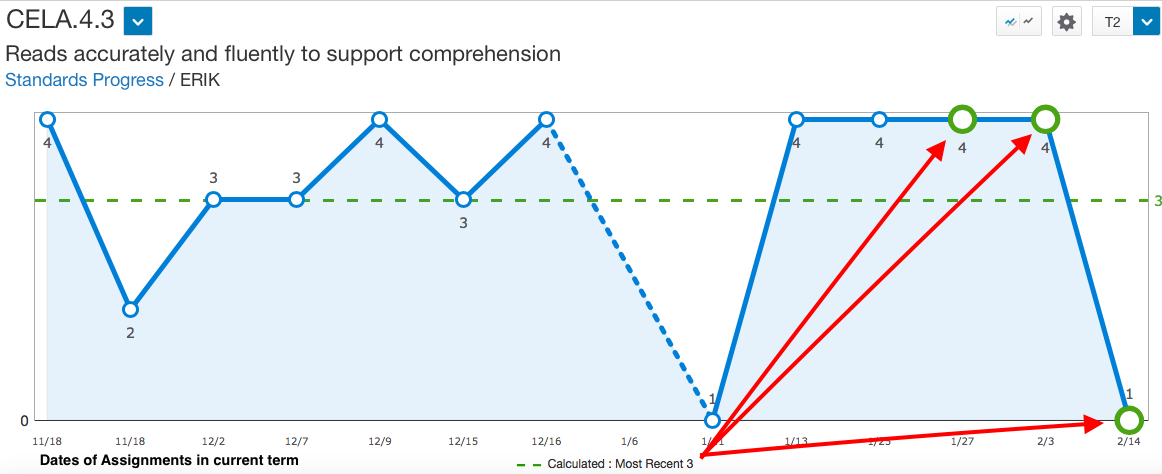 CELA.4.3
T2
Reads accurately and fluently to support comprehension
Standards Progress / ERIK
4
2
3
3
4
3
4
1
4
4
4
4
1
3
0
11/18 11/18 12/2 12/7 12/9 12/15 12/16 1/6 1/13 1/27 2/3 2/14
Dates of Assignments in current term
Calculated : Most Recent 3